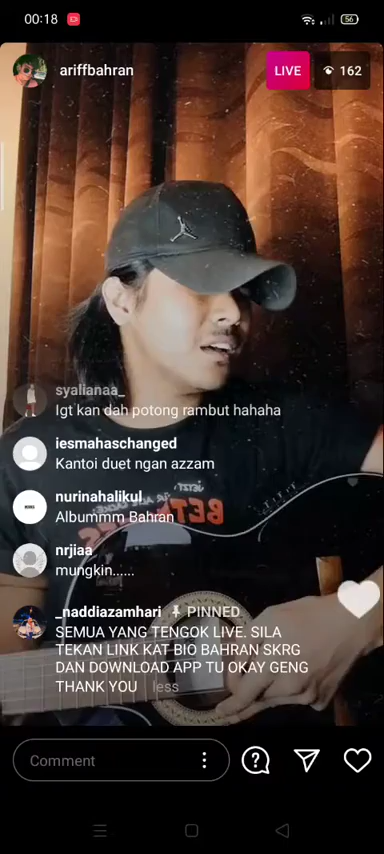 00:18
56
ariffbahran
LIVE
162
syalianaa_
Igt kan dah potong rambut hahaha
iesmahaschanged
Kantoi duet ngan azzam
nurinahalikul
Albummm Bahran
nrjiaa
mungkin......
_naddiazamhari PINNED
SEMUA YANG TENGOK LIVE. SILA
TEKAN LINK KAT BIO BAHRAN SKRG
DAN DOWNLOAD APP TU OKAY GENG
THANK YOU less
Comment